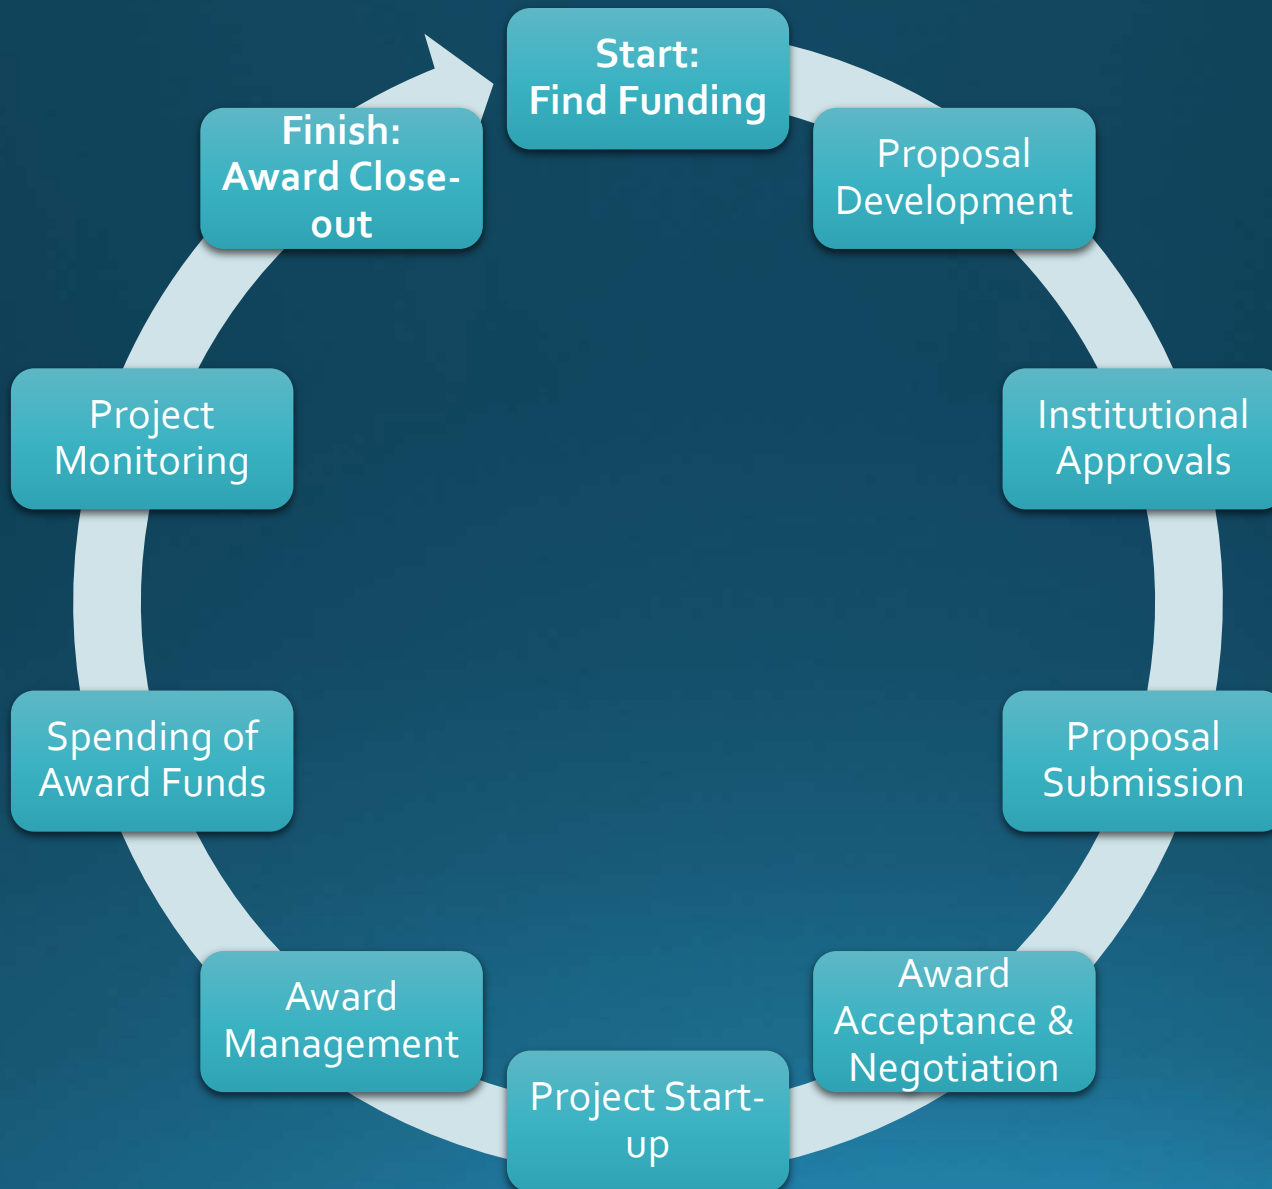 Start:
Find Funding
Proposal
Development
Institutional
Approvals
Proposal
Submission
Award
Acceptance &
Negotiation
Project Start-
up
Award
Management
Spending of
Award Funds
Project
Monitoring
Finish:
Award Close-
out